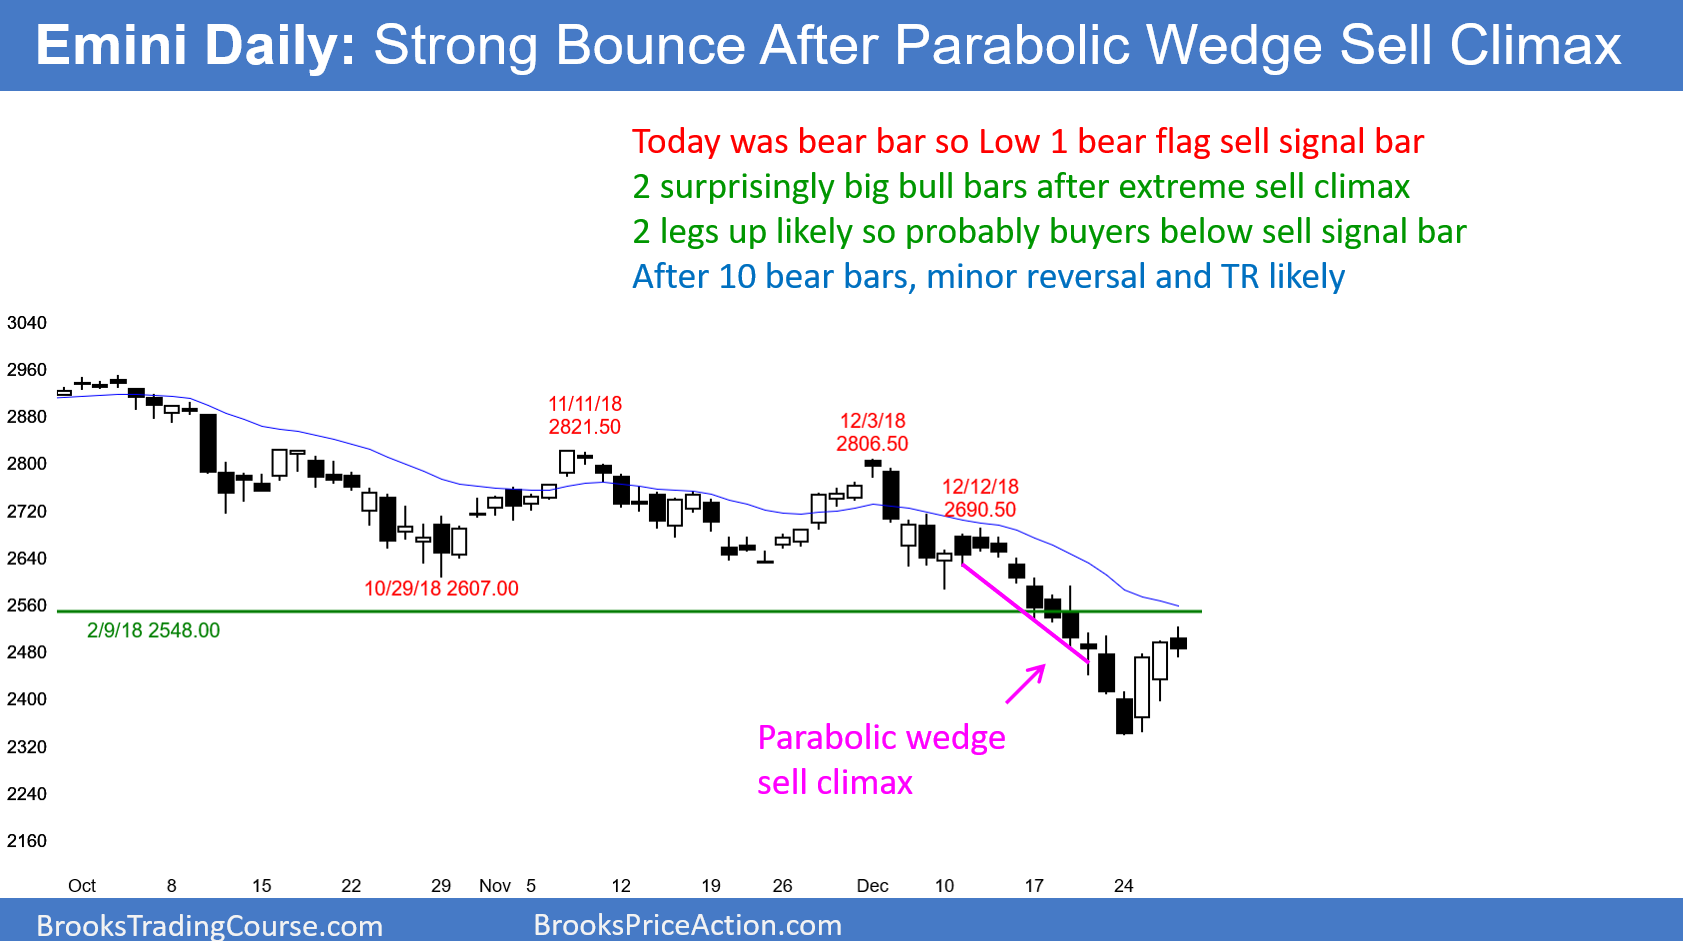 Emini Daily: Strong Bounce After Parabolic Wedge Sell Climax
Today was bear bar so Low 1 bear flag sell signal bar
2 surprisingly big bull bars after extreme sell climax
2 legs up likely so probably buyers below sell signal bar
After 10 bear bars, minor reversal and TR likely
3040
2960
2880
2800
2720
2640
2560
2480
2400
2320
2240
2160
11/11/18
2821.50
12/3/18
2806.50
12/12/18
2690.50
10/29/18 2607.00
2/9/18 2548.00
Parabolic wedge
sell climax
Oct 8 15 22 29 Nov 5 12 19 26 Dec 10 17 24
BrooksTradingCourse.com BrooksPriceAction.com